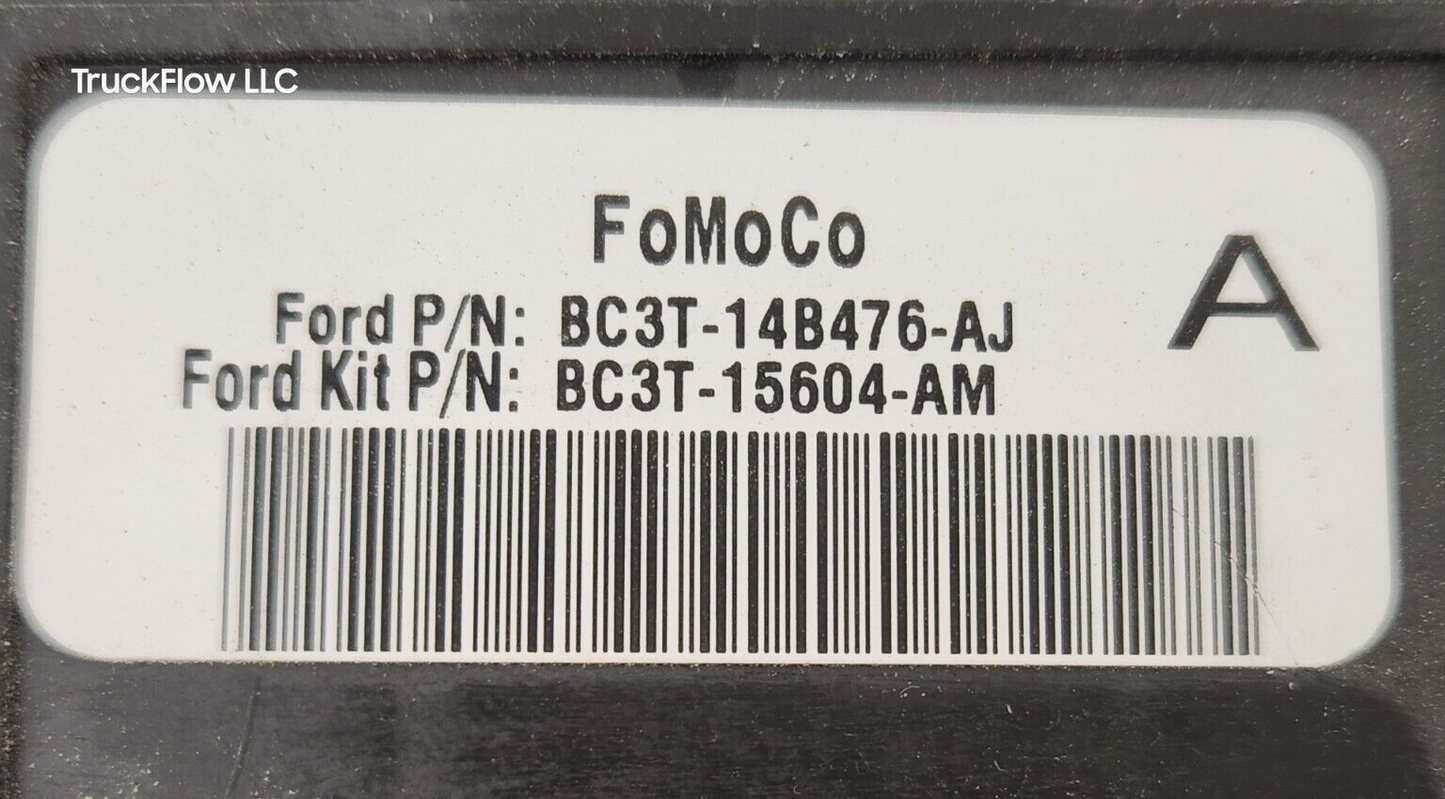 TruckFlow LLC
FoMoCo
A
Ford P/N: BC3T-14B476-AJ
Ford Kit P/N: BC3T-15604-AM